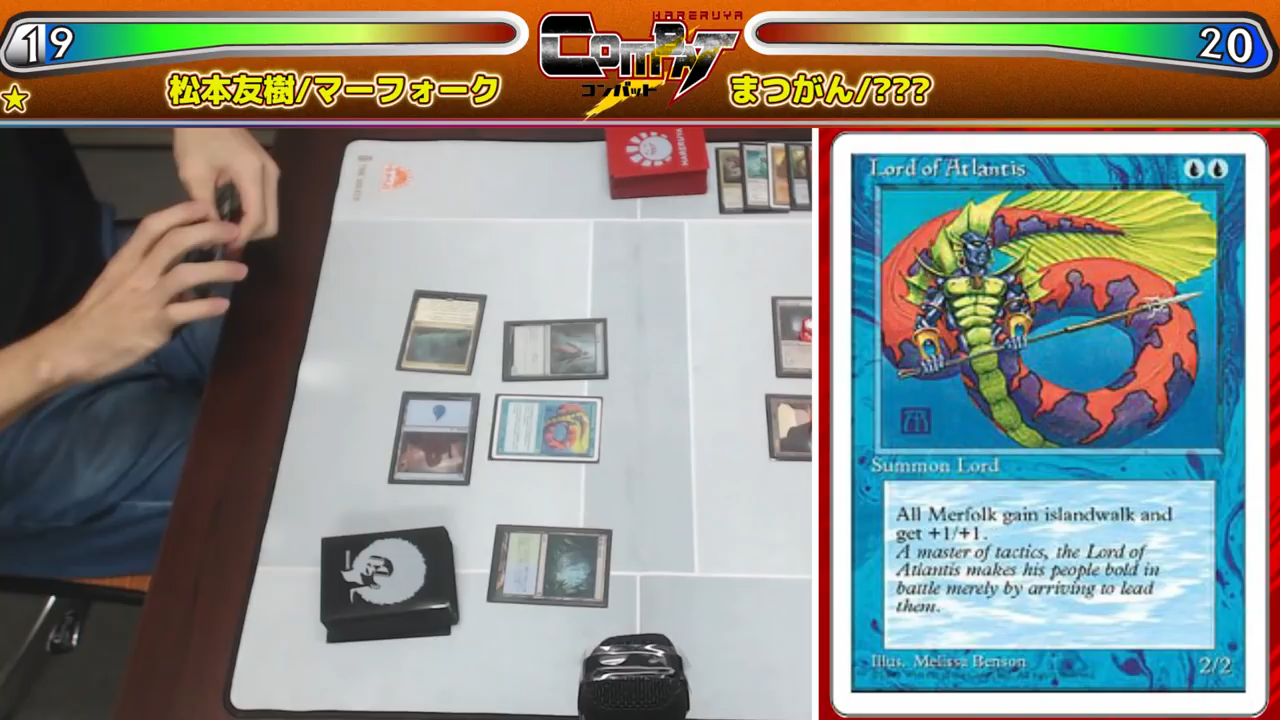 19
HARERUYA
COMBAT
コンバット
20
松本友樹/マーフォーク
まつがん/???
HARERUYA
Lord of Atlantis
Summon Lord
All Merfolk gain islandwalk and
get +1/+1.
A master of tactics, the Lord of
Atlantis makes his people bold in
battle merely by arriving to lead
them.
Illus. Melissa Benson
2/2